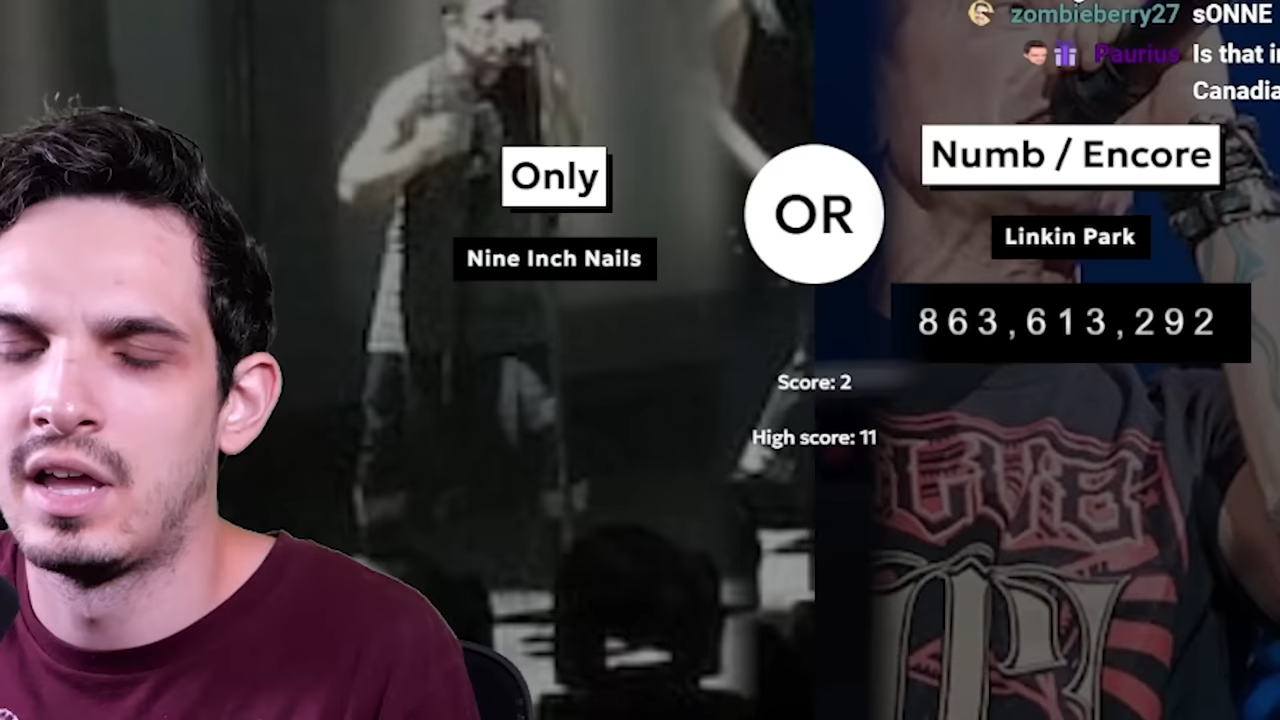 zombieberry27 sONNE
Paurius Is that i
Canadia
Only
Nine Inch Nails
OR
Numb / Encore
Linkin Park
863,613,292
Score: 2
High score: 11